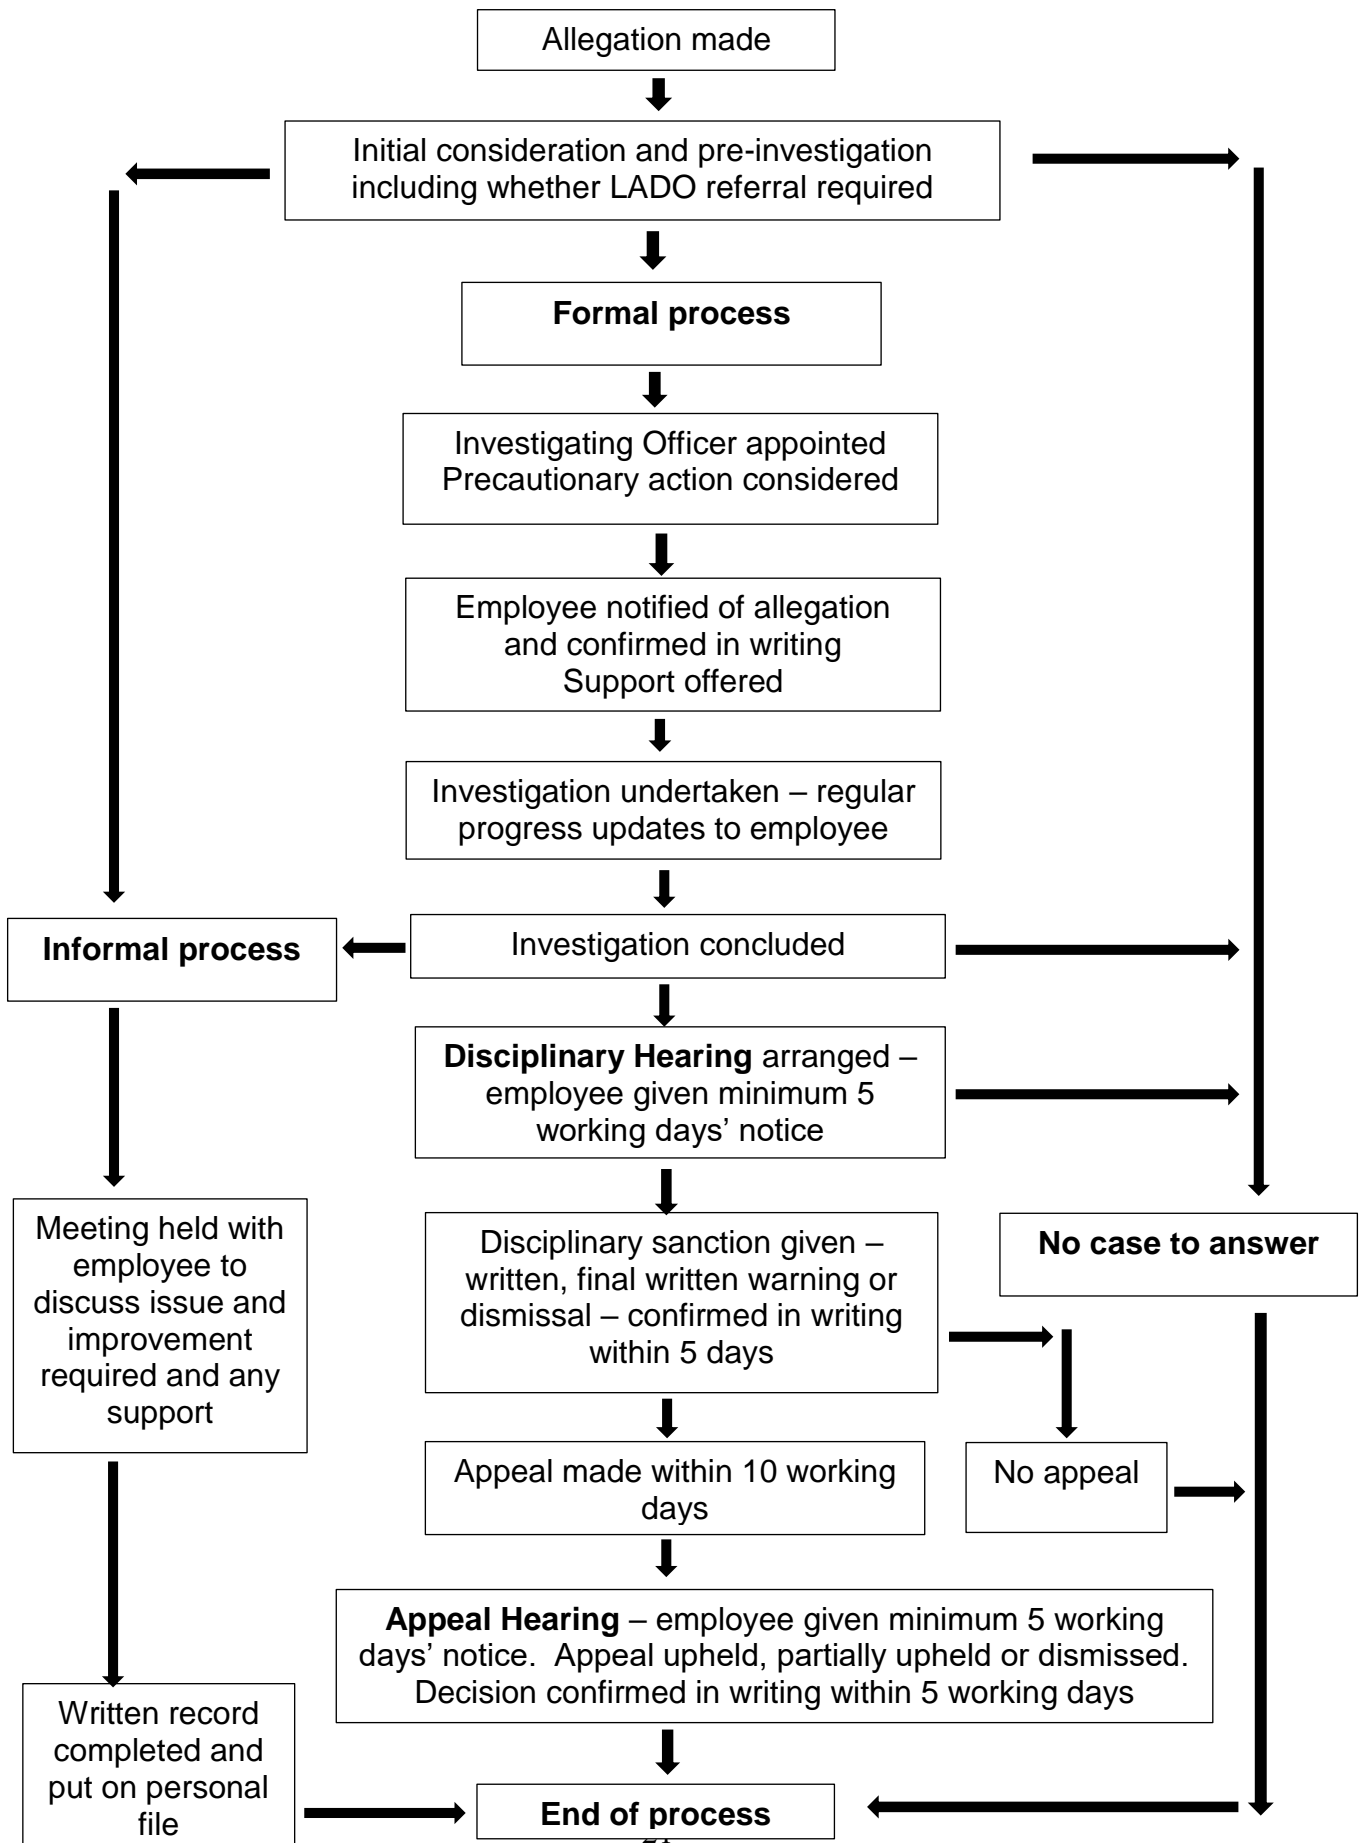 Allegation made
Initial consideration and pre-investigation
including whether LADO referral required
Formal process
Investigating Officer appointed
Precautionary action considered
Employee notified of allegation
and confirmed in writing
Support offered
Investigation undertaken – regular
progress updates to employee
Informal process
Investigation concluded
Disciplinary Hearing arranged –
employee given minimum 5
working days’ notice
Meeting held with
employee to
discuss issue and
improvement
required and any
support
Disciplinary sanction given –
written, final written warning or
dismissal – confirmed in writing
within 5 days
No case to answer
Appeal made within 10 working
days
No appeal
Appeal Hearing – employee given minimum 5 working
days’ notice.  Appeal upheld, partially upheld or dismissed.
Decision confirmed in writing within 5 working days
Written record
completed and
put on personal
file
End of process